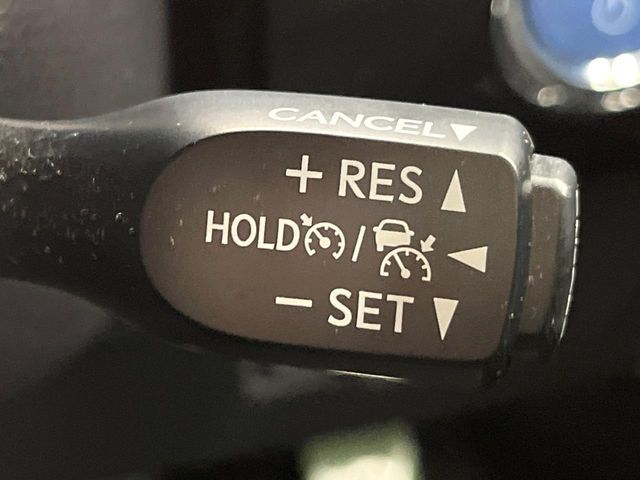 CANCEL▼
+ RES ▲
HOLD / ◀
− SET ▼